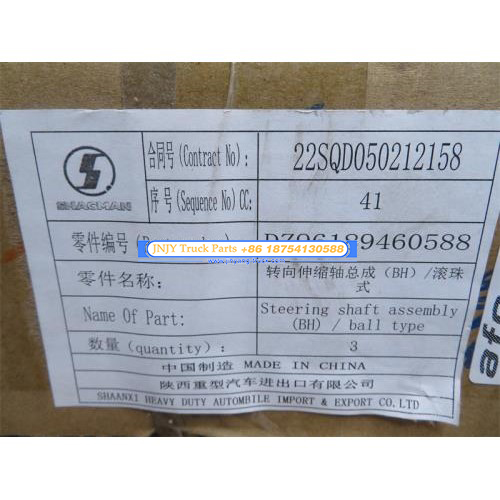 合同号(Contract No): 22SQD050212158
SHACMAN
序号(Sequence No)CC: 41
零件编号 DZ96189460588
JNJY Truck Parts +86 18754130588
零件名称: 转向伸缩轴总成（BH）/滚珠
式
Name Of Part: Steering shaft assembly
(BH) / ball type
数量(quantity): 3
中国制造 MADE IN CHINA
陕西重型汽车进出口有限公司
SHAANXI HEAVY DUTY AUTOMBILE IMPORT & EXPORT CO.,LTD
afc